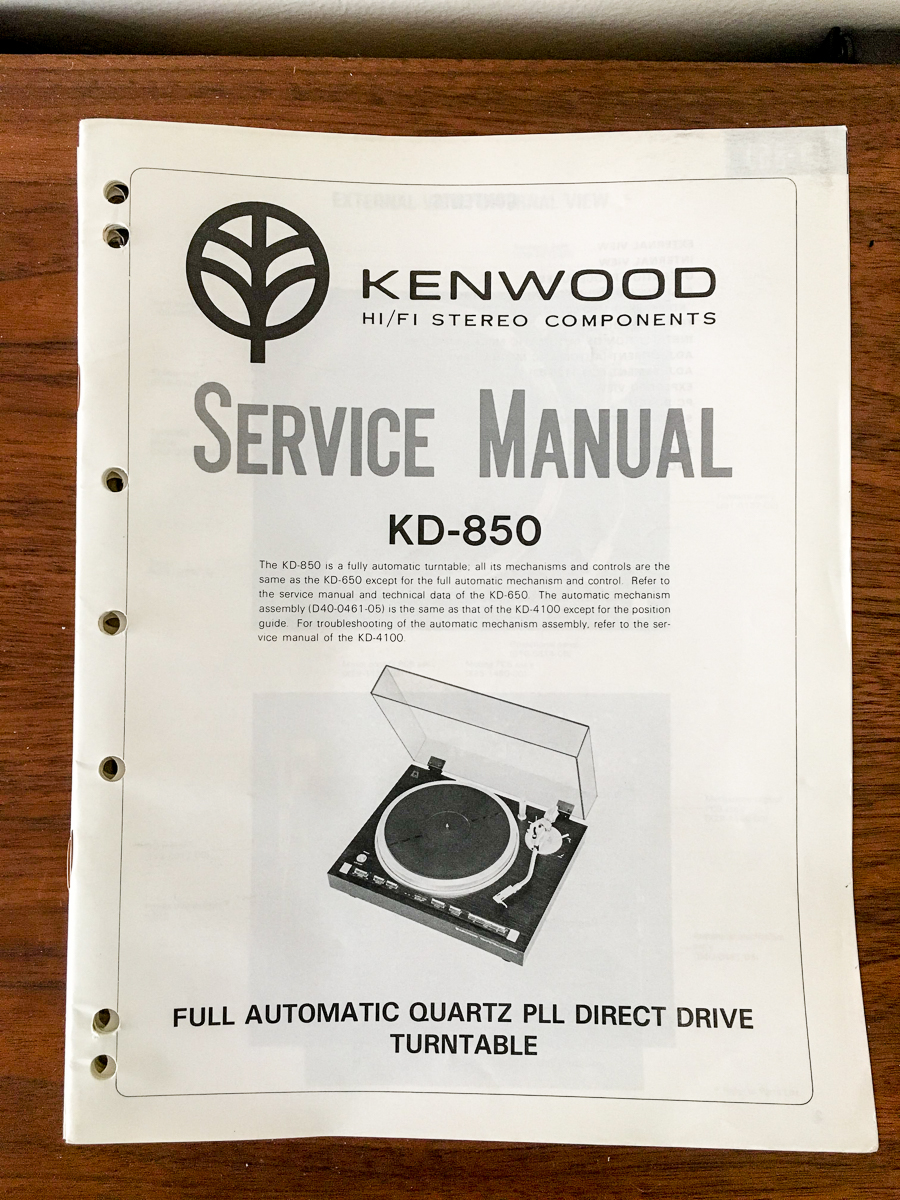 KENWOOD
HI/FI STEREO COMPONENTS
SERVICE MANUAL
KD-850
The KD-850 is a fully automatic turntable; all its mechanisms and controls are the
same as the KD-650 except for the full automatic mechanism and control. Refer to
the service manual and technical data of the KD-650. The automatic mechanism
assembly (D40-0461-05) is the same as that of the KD-4100 except for the position
guide. For troubleshooting of the automatic mechanism assembly, refer to the ser-
vice manual of the KD-4100.
FULL AUTOMATIC QUARTZ PLL DIRECT DRIVE
TURNTABLE